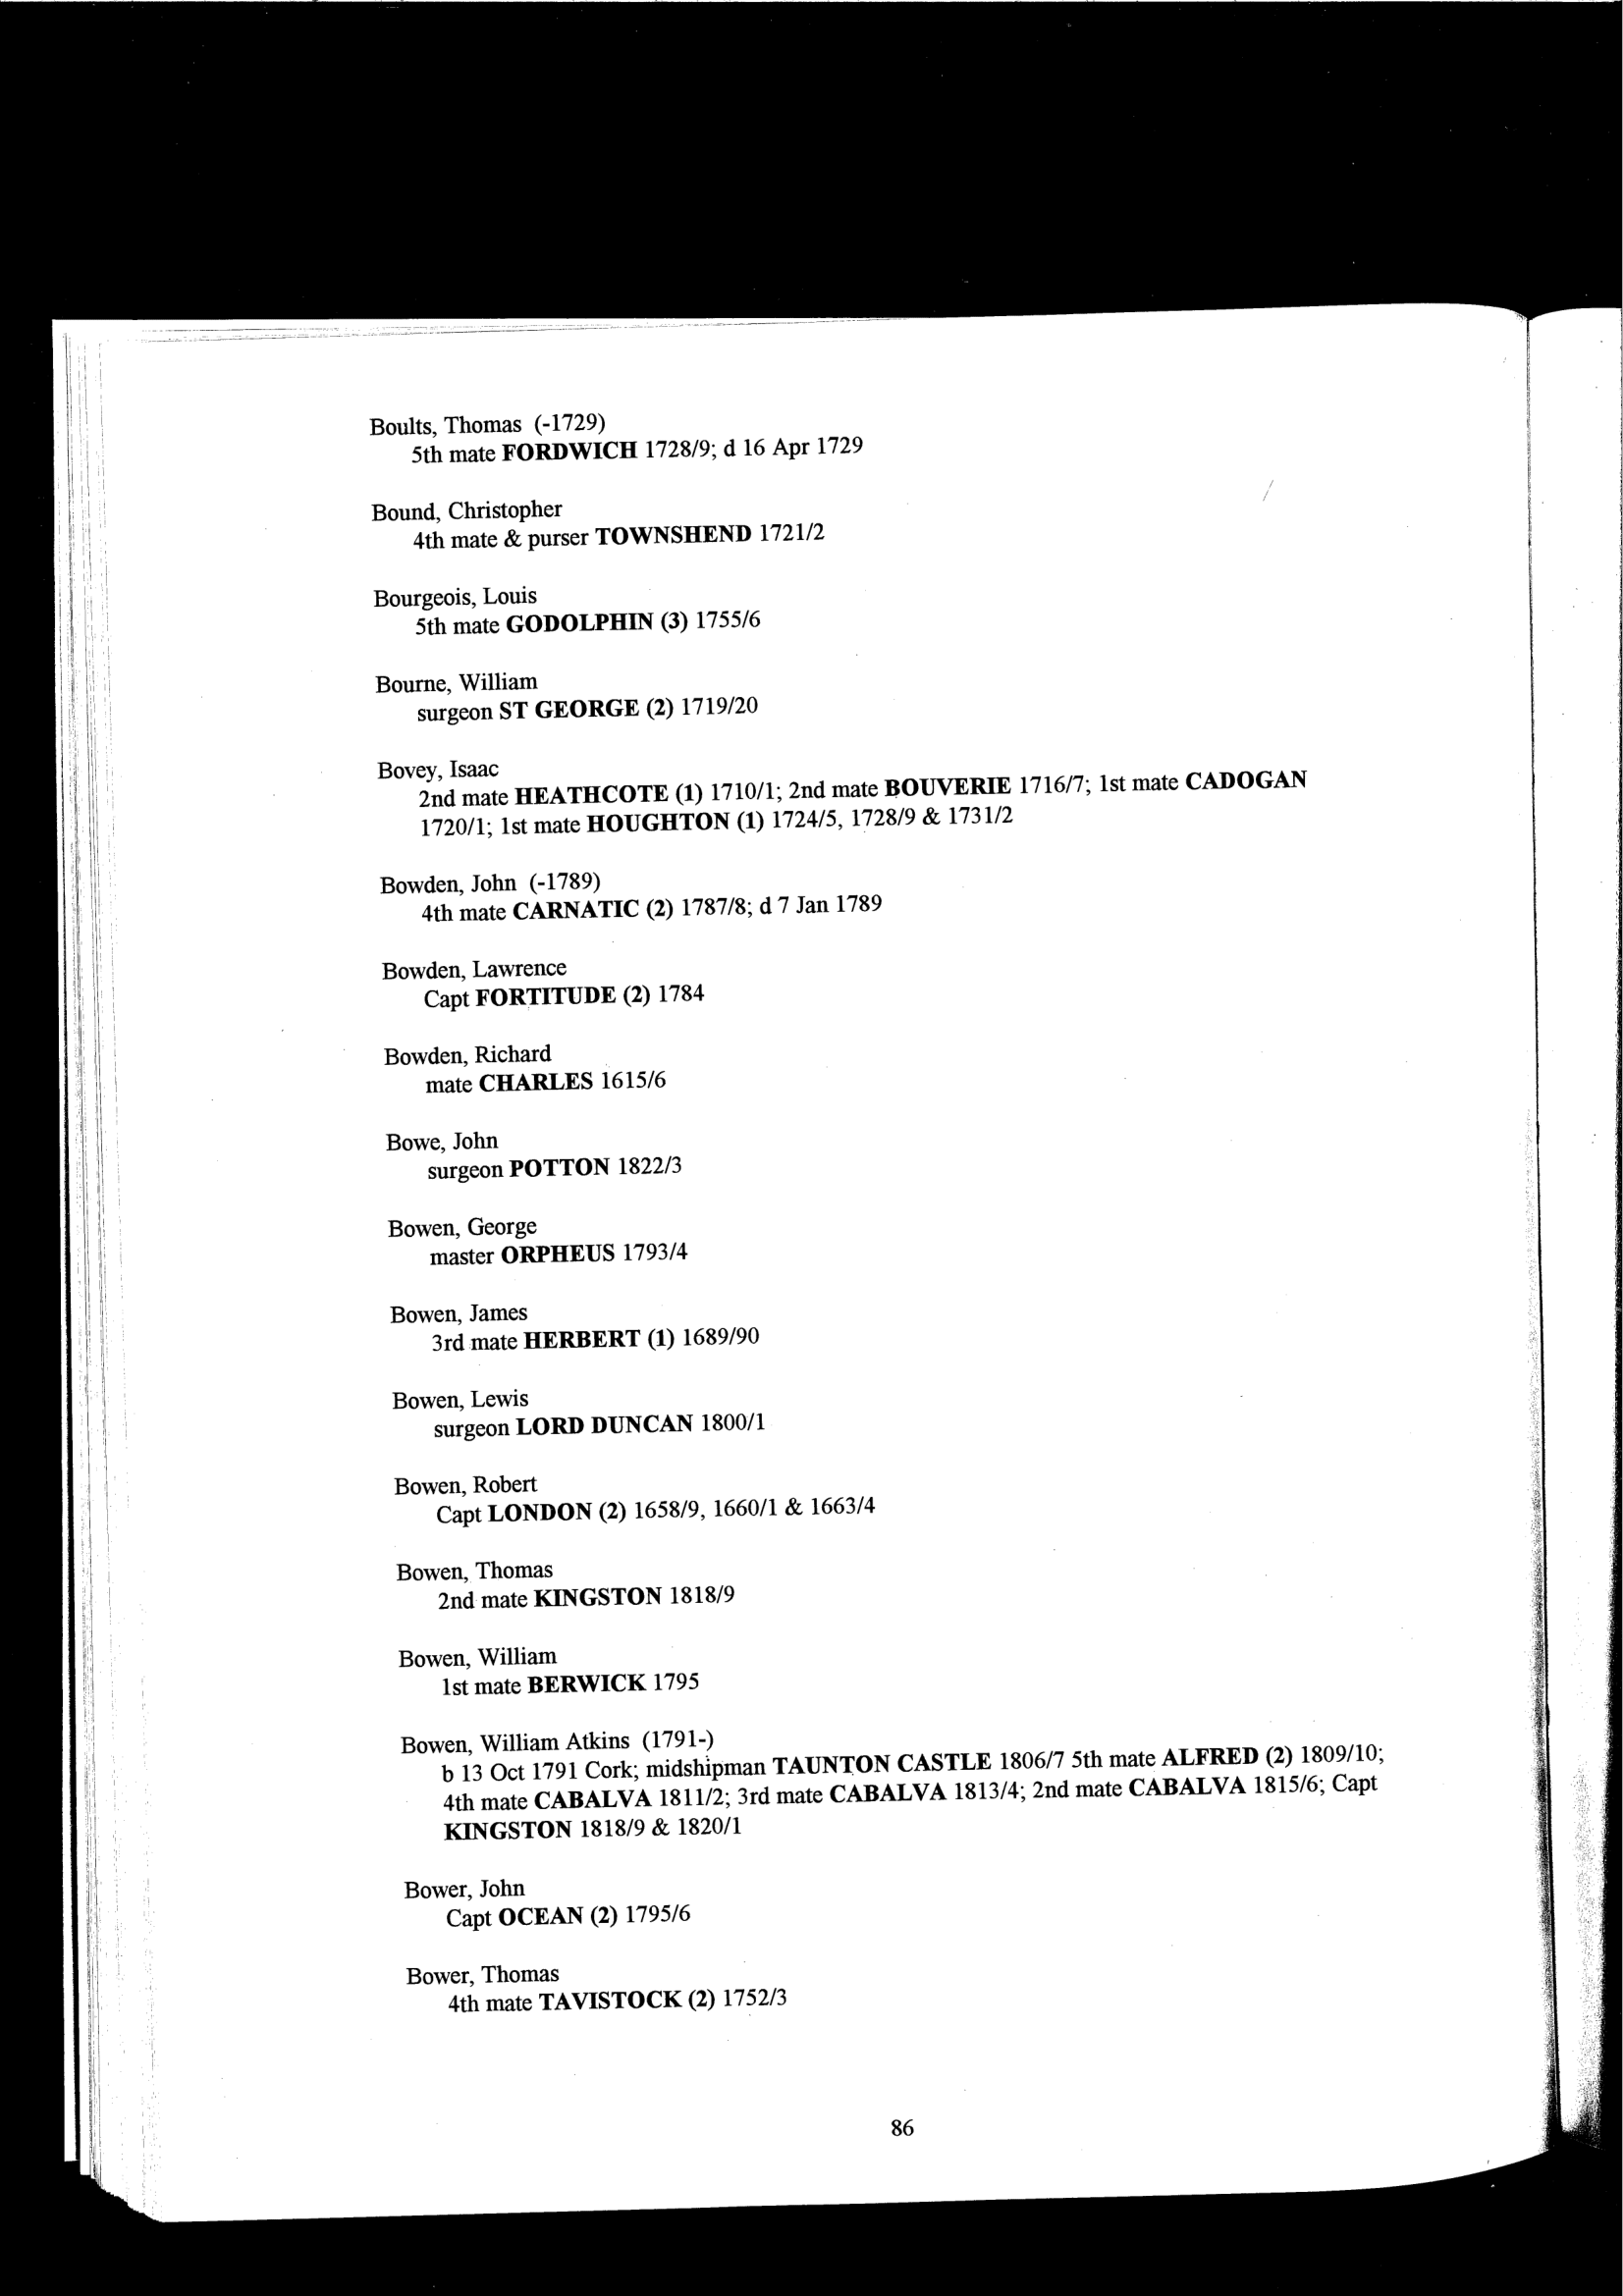 Boults, Thomas (-1729)
5th mate FORDWICH 1728/9; d 16 Apr 1729
Bound, Christopher
4th mate & purser TOWNSHEND 1721/2
Bourgeois, Louis
5th mate GODOLPHIN (3) 1755/6
Bourne, William
surgeon ST GEORGE (2) 1719/20
Bovey, Isaac
2nd mate HEATHCOTE (1) 1710/1; 2nd mate BOUVERIE 1716/7; 1st mate CADOGAN
1720/1; 1st mate HOUGHTON (1) 1724/5, 1728/9 & 1731/2
Bowden, John (-1789)
4th mate CARNATIC (2) 1787/8; d 7 Jan 1789
Bowden, Lawrence
Capt FORTITUDE (2) 1784
Bowden, Richard
mate CHARLES 1615/6
Bowe, John
surgeon POTTON 1822/3
Bowen, George
master ORPHEUS 1793/4
Bowen, James
3rd mate HERBERT (1) 1689/90
Bowen, Lewis
surgeon LORD DUNCAN 1800/1
Bowen, Robert
Capt LONDON (2) 1658/9, 1660/1 & 1663/4
Bowen, Thomas
2nd mate KINGSTON 1818/9
Bowen, William
1st mate BERWICK 1795
Bowen, William Atkins (1791-)
b 13 Oct 1791 Cork; midshipman TAUNTON CASTLE 1806/7 5th mate ALFRED (2) 1809/10;
4th mate CABALVA 1811/2; 3rd mate CABALVA 1813/4; 2nd mate CABALVA 1815/6; Capt
KINGSTON 1818/9 & 1820/1
Bower, John
Capt OCEAN (2) 1795/6
Bower, Thomas
4th mate TAVISTOCK (2) 1752/3
86